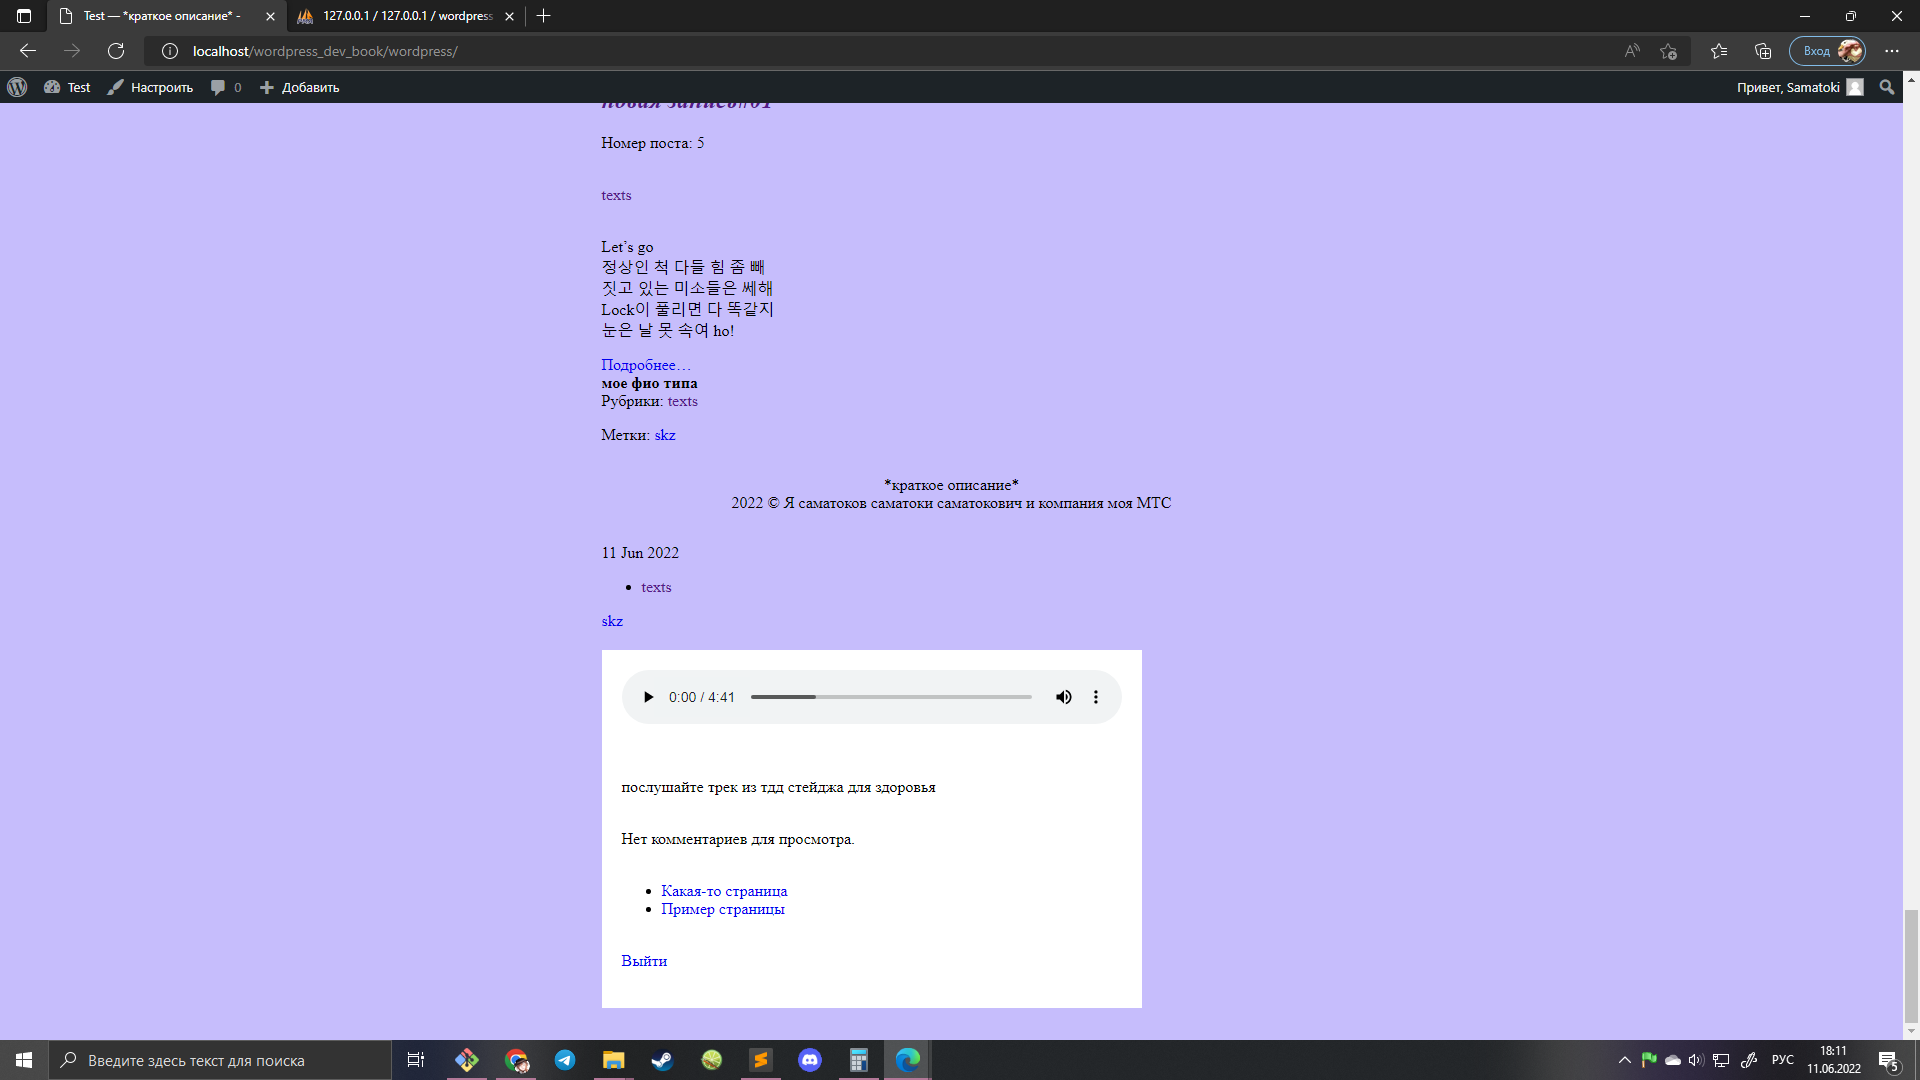 Test — *краткое описание* -
127.0.0.1 / 127.0.0.1 / wordpress
localhost/wordpress_dev_book/wordpress/
Вход
Test
Настроить
0
Добавить
Привет, Samatoki
новая запись#01
Номер поста: 5
texts
Let’s go
정상인 척 다들 힘 좀 빼
짓고 있는 미소들은 쎄해
Lock이 풀리면 다 똑같지
눈은 날 못 속여 ho!
Подробнее…
мое фио типа
Рубрики: texts
Метки: skz
*краткое описание*
2022 © Я саматоков саматоки саматокович и компания моя МТС
11 Jun 2022
texts
skz
0:00 / 4:41
послушайте трек из тдд стейджа для здоровья
Нет комментариев для просмотра.
Какая-то страница
Пример страницы
Выйти
Введите здесь текст для поиска
РУС
18:11
11.06.2022
5